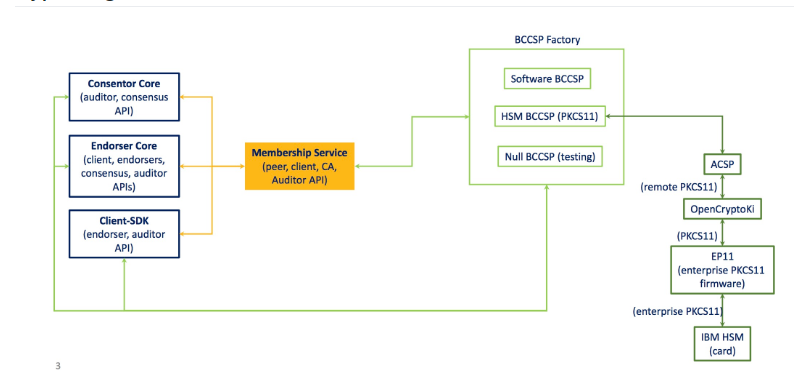 BCCSP Factory
Consentor Core
(auditor, consensus
API)
Endorser Core
(client, endorsers,
consensus, auditor
APIs)
Client-SDK
(endorser, auditor
API)
Membership Service
(peer, client, CA,
Auditor API)
Software BCCSP
HSM BCCSP (PKCS11)
Null BCCSP (testing)
ACSP
(remote PKCS11)
OpenCryptoKi
(PKCS11)
EP11
(enterprise PKCS11
firmware)
(enterprise PKCS11)
IBM HSM
(card)
3